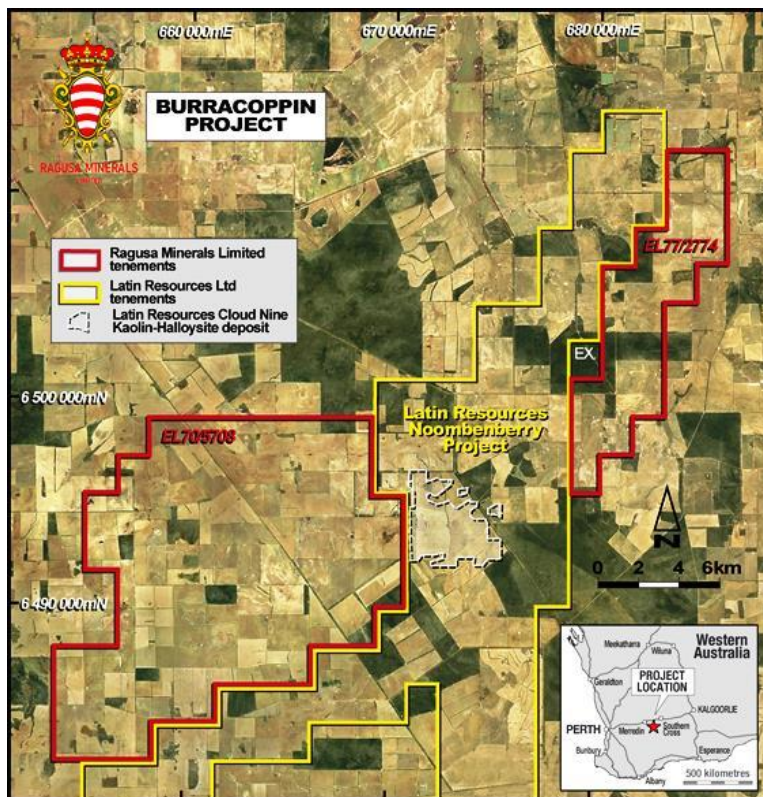 660 000mE
670 000mE
680 000mE
BURRACOPPIN
PROJECT
RAGUSA MINERALS
LIMITED
Ragusa Minerals Limited
tenements
Latin Resources Ltd
tenements
Latin Resources Cloud Nine
Kaolin-Halloysite deposit
EL77/2774
EX.
6 500 000mN
EL70/5708
Latin Resources
Noombenberry
Project
N
0 2 4 6km
6 490 000mN
Western
Australia
Meekatharra
Wiluna
Geraldton
PROJECT
LOCATION
KALGOORLIE
PERTH
Merredin
Southern
Cross
Bunbury
Esperance
Albany
500 kilometres